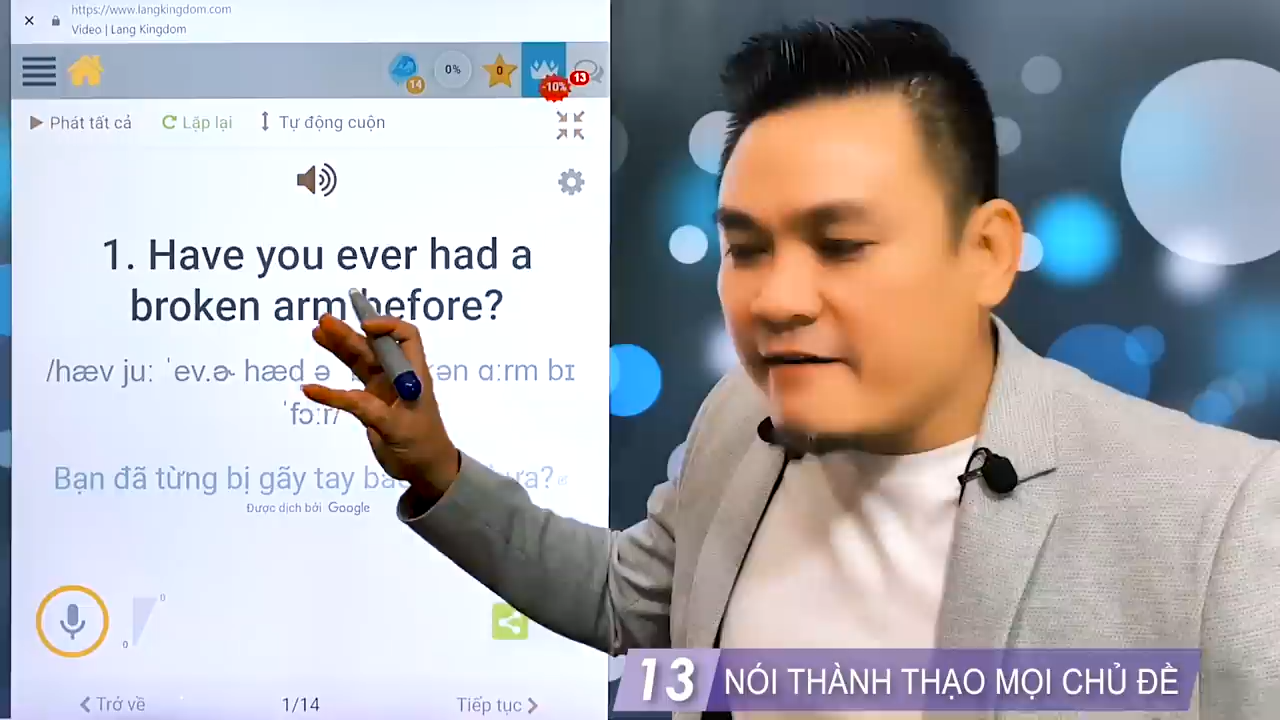 https://www.langkingdom.com
Video | Lang Kingdom
14
0%
0
-10%
13
Phát tất cả
Lặp lại
Tự động cuộn
1. Have you ever had a
broken arm before?
/hæv juː ˈev.ɚ hæd ə kən ɑːrm bɪ
ˈfɔːr/
Bạn đã từng bị gãy tay
Được dịch bởi Google
0
0
Trở về
1/14
Tiếp tục
13 NÓI THÀNH THẠO MỌI CHỦ ĐỀ